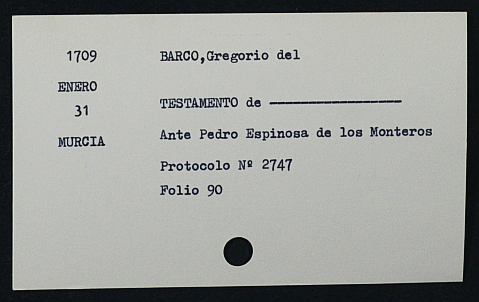 1709
BARCO,Gregorio del
ENERO
31
TESTAMENTO de -----------------
MURCIA
Ante Pedro Espinosa de los Monteros
Protocolo Nº 2747
Folio 90